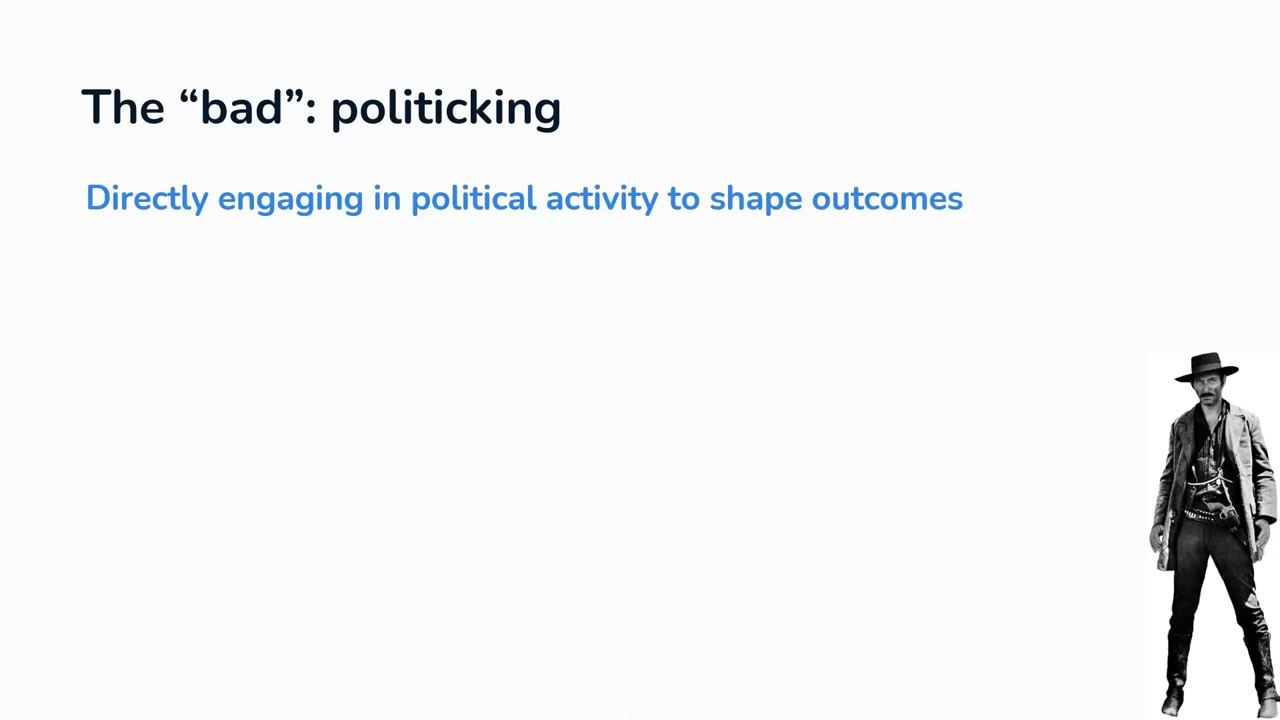 The “bad”: politicking
Directly engaging in political activity to shape outcomes